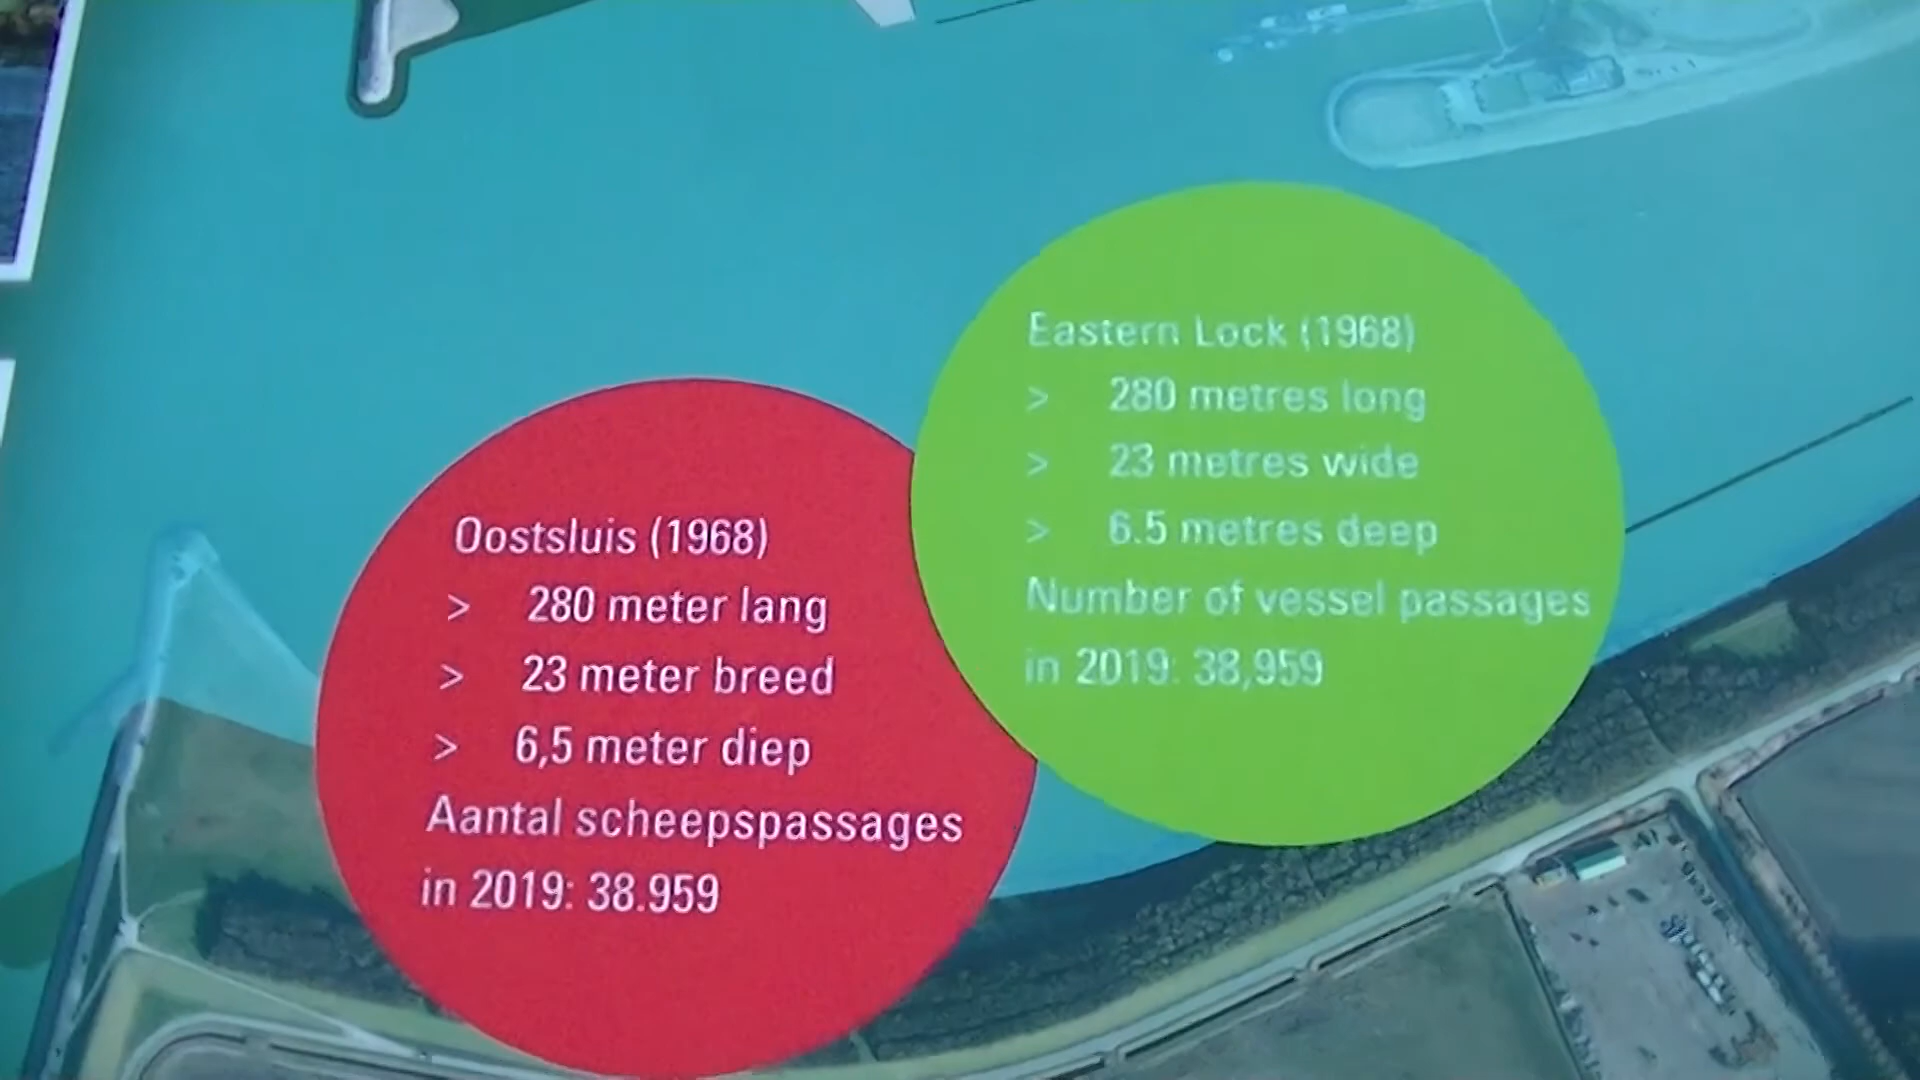 Oostsluis (1968)
> 280 meter lang
> 23 meter breed
> 6,5 meter diep
Aantal scheepspassages
in 2019: 38.959
Eastern Lock (1968)
> 280 metres long
> 23 metres wide
> 6.5 metres deep
Number of vessel passages
in 2019: 38,959